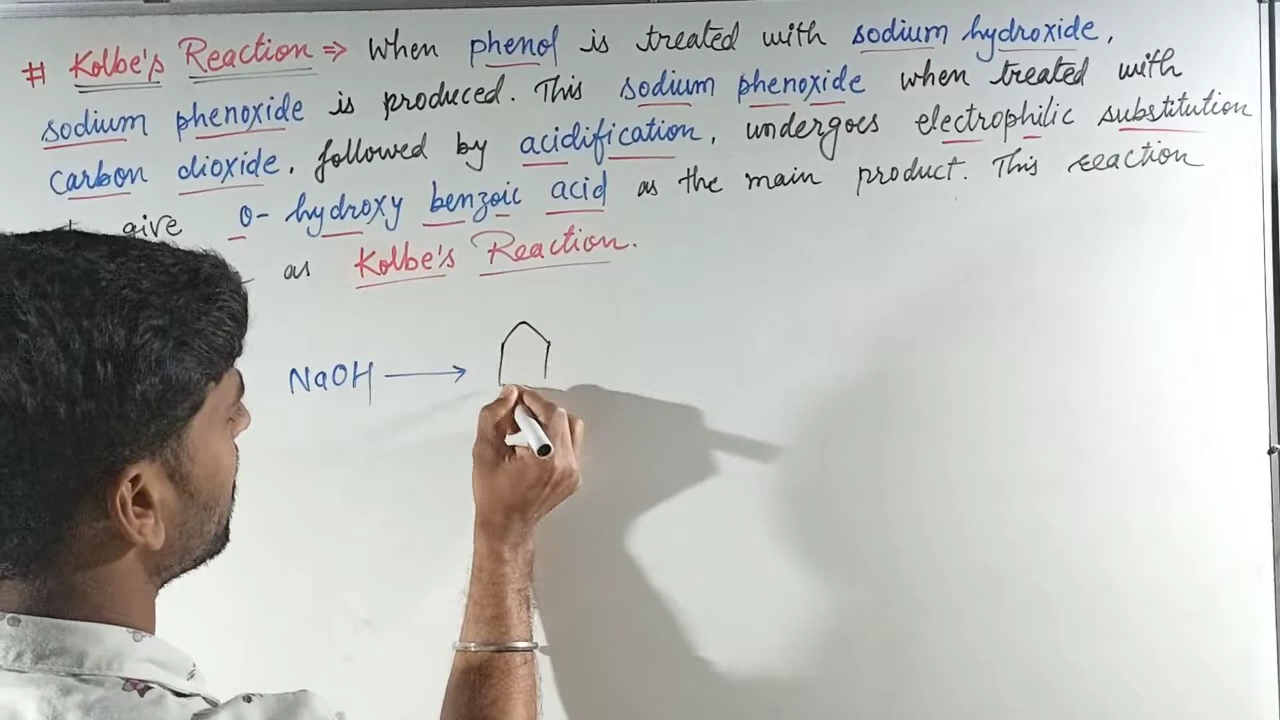 # Kolbe's Reaction ⇒ When phenol is treated with sodium hydroxide,
sodium phenoxide is produced. This sodium phenoxide when treated with
carbon dioxide, followed by acidification, undergoes electrophilic substitution
give o-hydroxy benzoic acid as the main product. This reaction
as Kolbe's Reaction.
NaOH ⟶